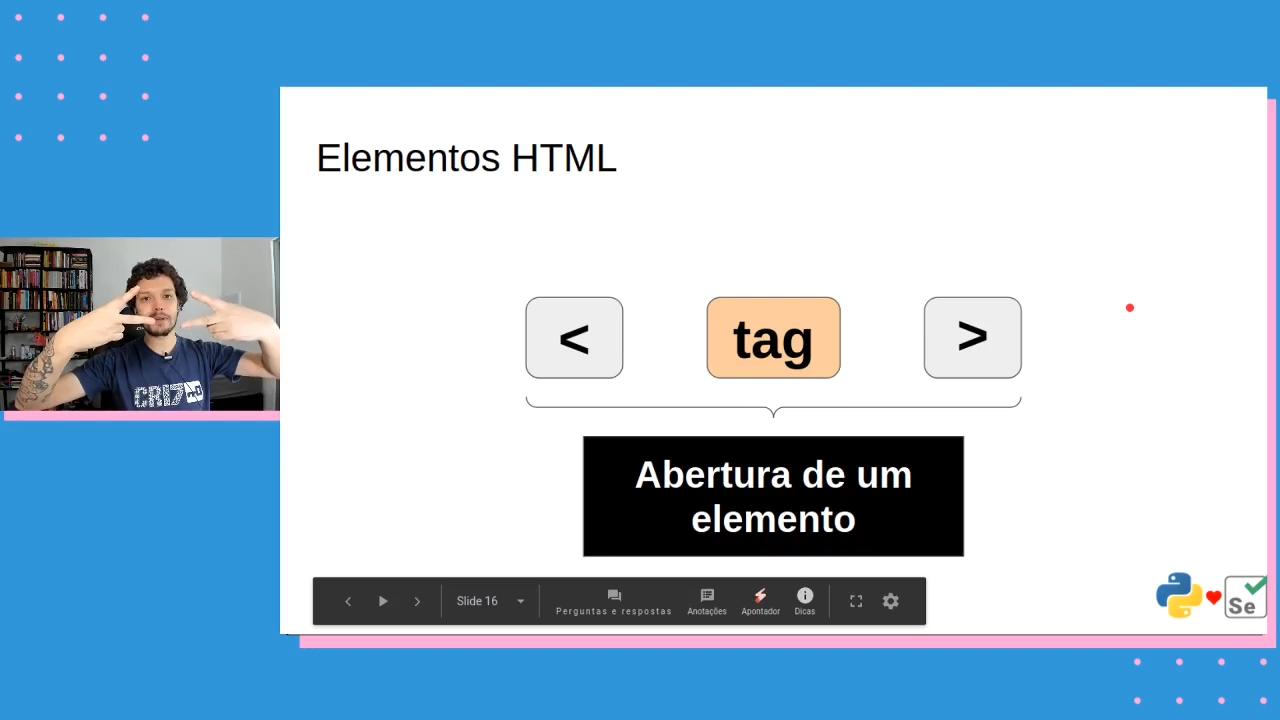 Elementos HTML
< tag >
Abertura de um
elemento
Slide 16
Perguntas e respostas
Anotações
Apontador
Dicas
Se